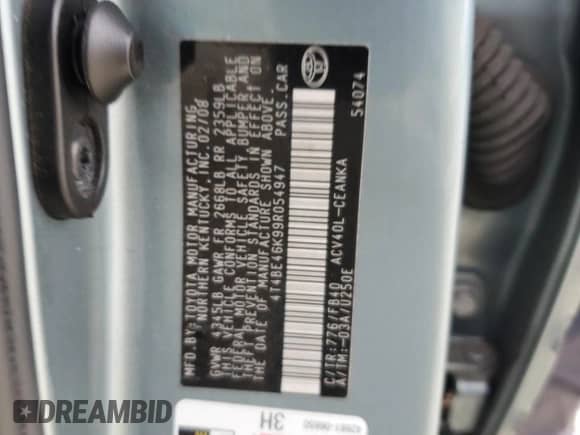 MFD.BY:TOYOTA MOTOR MANUFACTURING,
NORTHERN KENTUCKY,INC. 02/08
GVWR 4345LB GAWR FR 2668LB RR 2359LB
THIS VEHICLE CONFORMS TO ALL APPLICABLE
FEDERAL MOTOR VEHICLE SAFETY BUMPER,AND
THEFT PREVENTION STANDARDS IN EFFECT ON
THE DATE OF MANUFACTURE SHOWN ABOVE.
4T4BE46K99R054947 PASS.CAR
C/TR:776/FB40 ACV40L-CEANKA
A/TM:-03A/U250E 54074
3H
DREAMBID